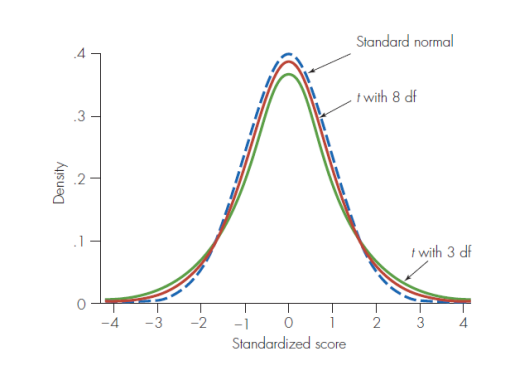 Standard normal
.4
t with 8 df
.3
Density
.2
.1
t with 3 df
0
–4 –3 –2 –1 0 1 2 3 4
Standardized score